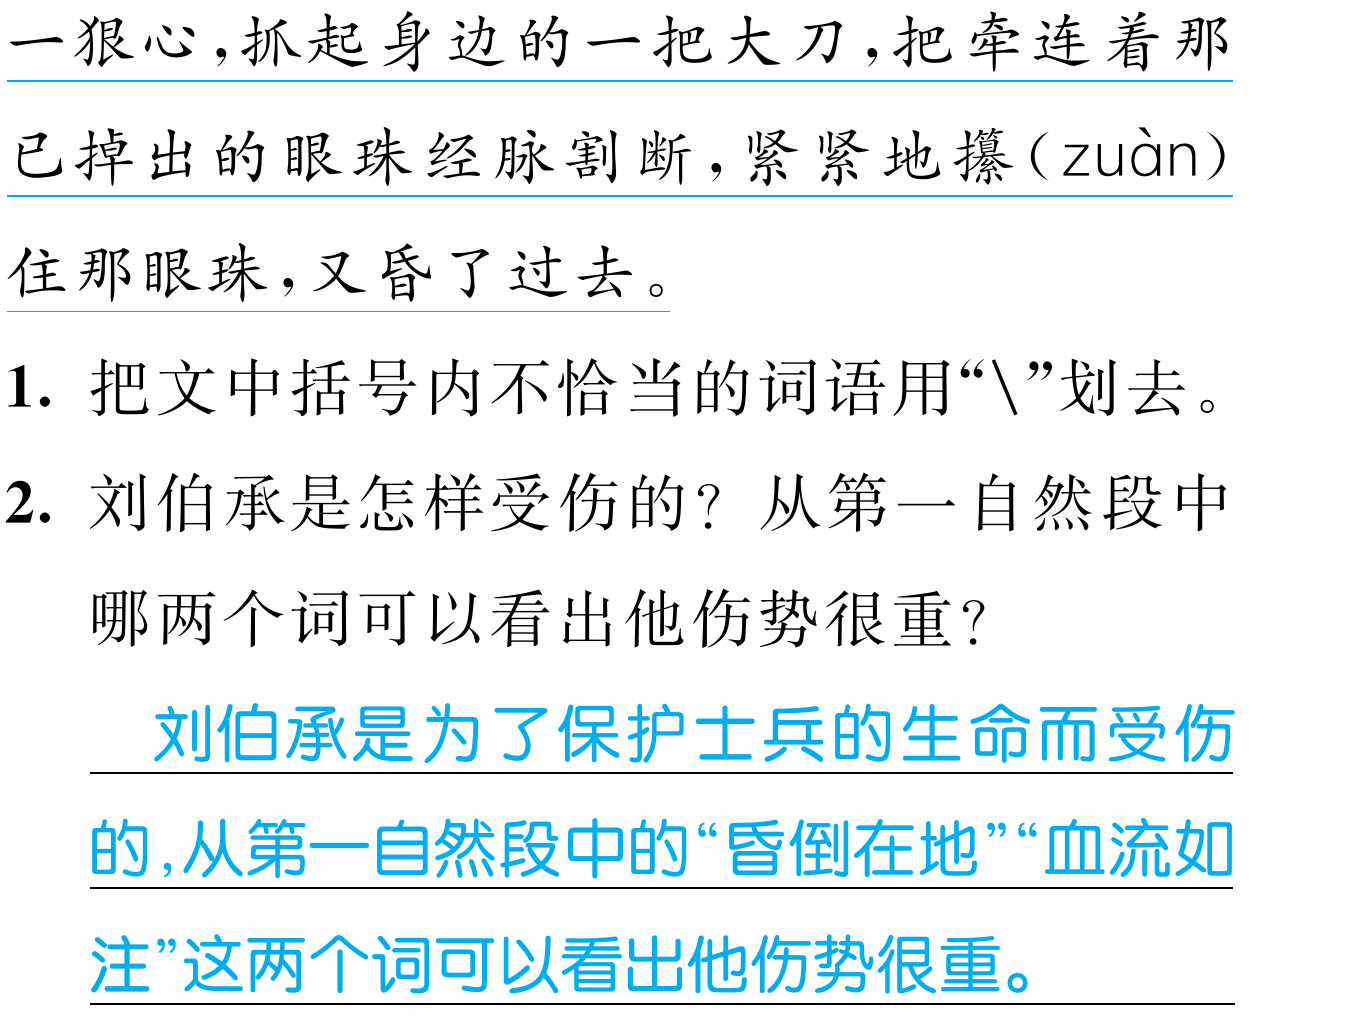 一狠心,抓起身边的一把大刀,把牵连着那
已掉出的眼珠经脉割断,紧紧地攥(zuàn)
住那眼珠,又昏了过去。
1. 把文中括号内不恰当的词语用“\”划去。
2. 刘伯承是怎样受伤的? 从第一自然段中
哪两个词可以看出他伤势很重?
刘伯承是为了保护士兵的生命而受伤
的,从第一自然段中的“昏倒在地”“血流如
注”这两个词可以看出他伤势很重。